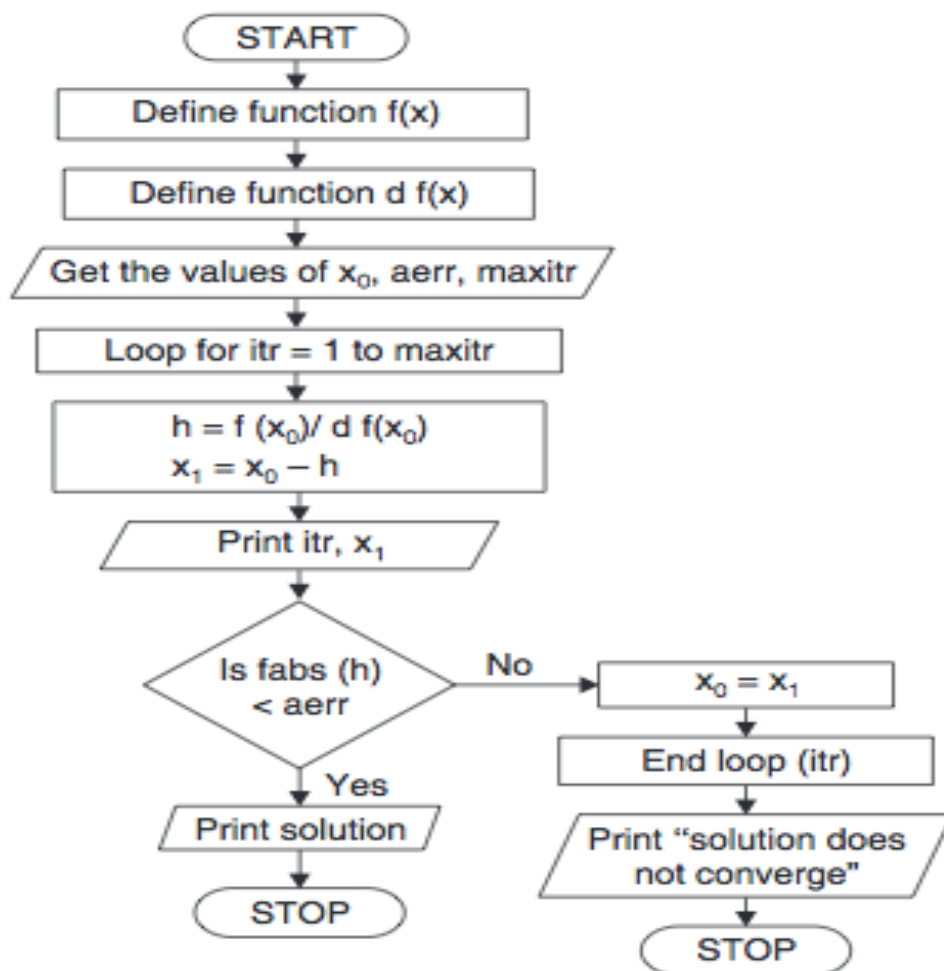 START
Define function f(x)
Define function d f(x)
Get the values of x₀, aerr, maxitr
Loop for itr = 1 to maxitr
h = f (x₀)/ d f(x₀)
x₁ = x₀ – h
Print itr, x₁
Is fabs (h)
< aerr
No
x₀ = x₁
End loop (itr)
Print “solution does
not converge"
STOP
Yes
Print solution
STOP